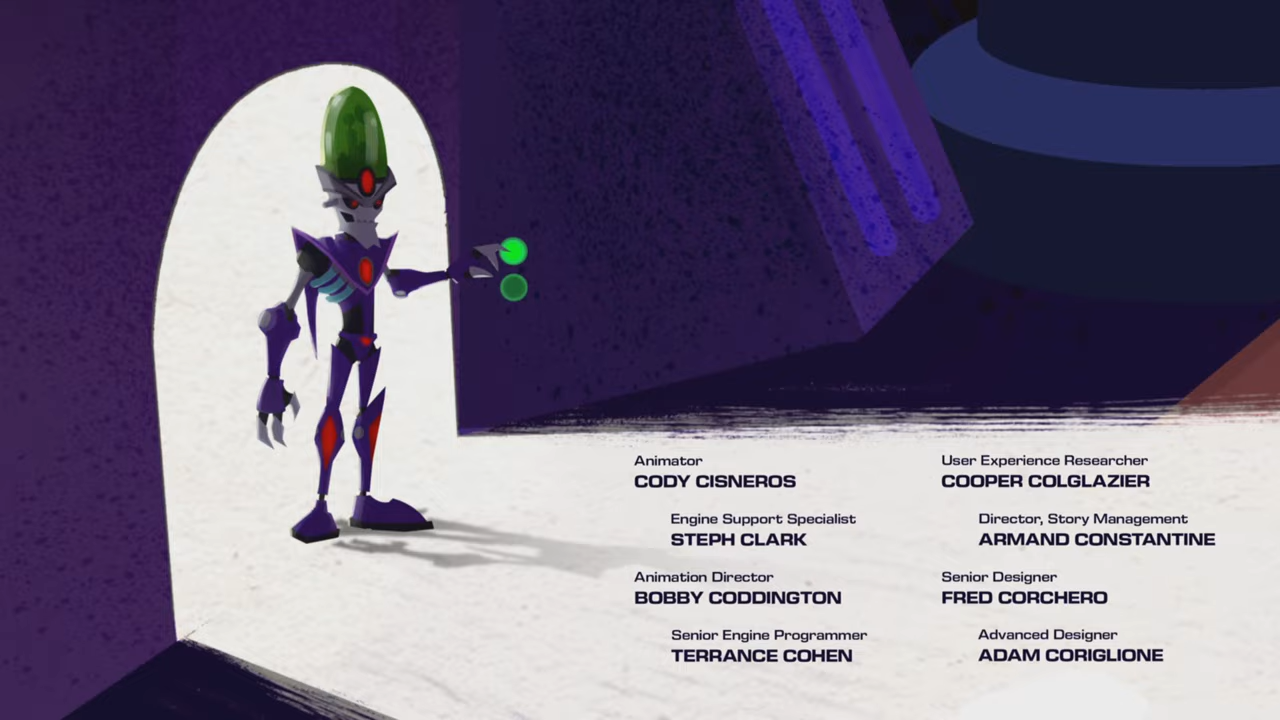 Animator
CODY CISNEROS
Engine Support Specialist
STEPH CLARK
Animation Director
BOBBY CODDINGTON
Senior Engine Programmer
TERRANCE COHEN
User Experience Researcher
COOPER COLGLAZIER
Director, Story Management
ARMAND CONSTANTINE
Senior Designer
FRED CORCHERO
Advanced Designer
ADAM CORIGLIONE